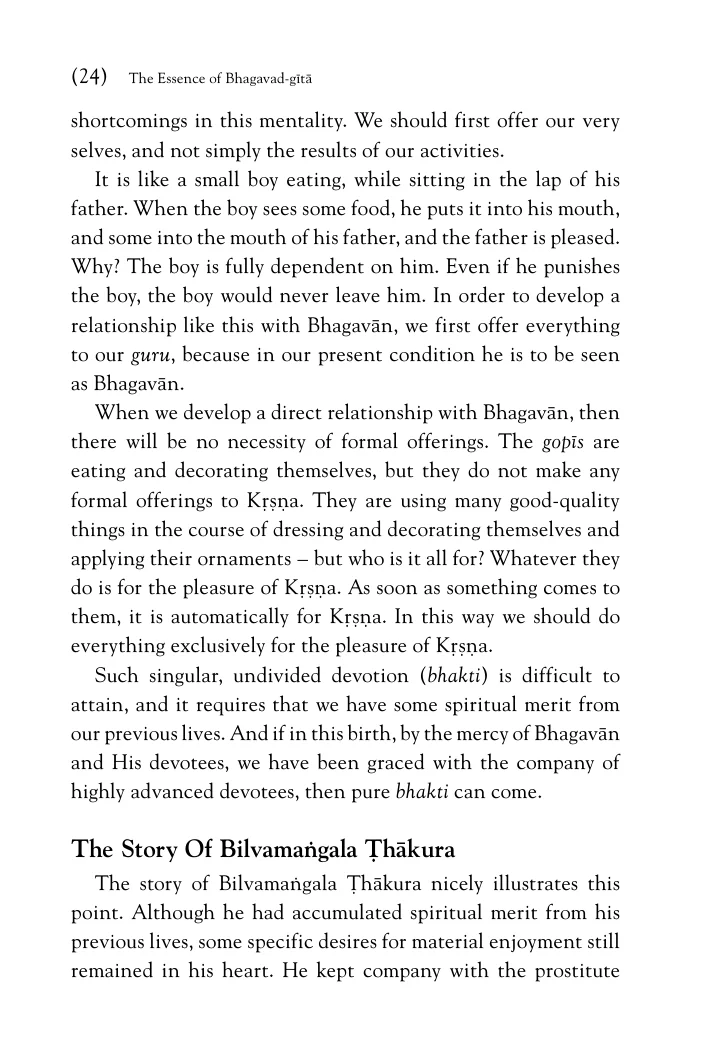 (24) The Essence of Bhagavad-gītā
shortcomings in this mentality. We should first offer our very
selves, and not simply the results of our activities.
It is like a small boy eating, while sitting in the lap of his
father. When the boy sees some food, he puts it into his mouth,
and some into the mouth of his father, and the father is pleased.
Why? The boy is fully dependent on him. Even if he punishes
the boy, the boy would never leave him. In order to develop a
relationship like this with Bhagavān, we first offer everything
to our guru, because in our present condition he is to be seen
as Bhagavān.
When we develop a direct relationship with Bhagavān, then
there will be no necessity of formal offerings. The gopīs are
eating and decorating themselves, but they do not make any
formal offerings to Kṛṣṇa. They are using many good-quality
things in the course of dressing and decorating themselves and
applying their ornaments – but who is it all for? Whatever they
do is for the pleasure of Kṛṣṇa. As soon as something comes to
them, it is automatically for Kṛṣṇa. In this way we should do
everything exclusively for the pleasure of Kṛṣṇa.
Such singular, undivided devotion (bhakti) is difficult to
attain, and it requires that we have some spiritual merit from
our previous lives. And if in this birth, by the mercy of Bhagavān
and His devotees, we have been graced with the company of
highly advanced devotees, then pure bhakti can come.
The Story Of Bilvamaṅgala Ṭhākura
The story of Bilvamaṅgala Ṭhākura nicely illustrates this
point. Although he had accumulated spiritual merit from his
previous lives, some specific desires for material enjoyment still
remained in his heart. He kept company with the prostitute